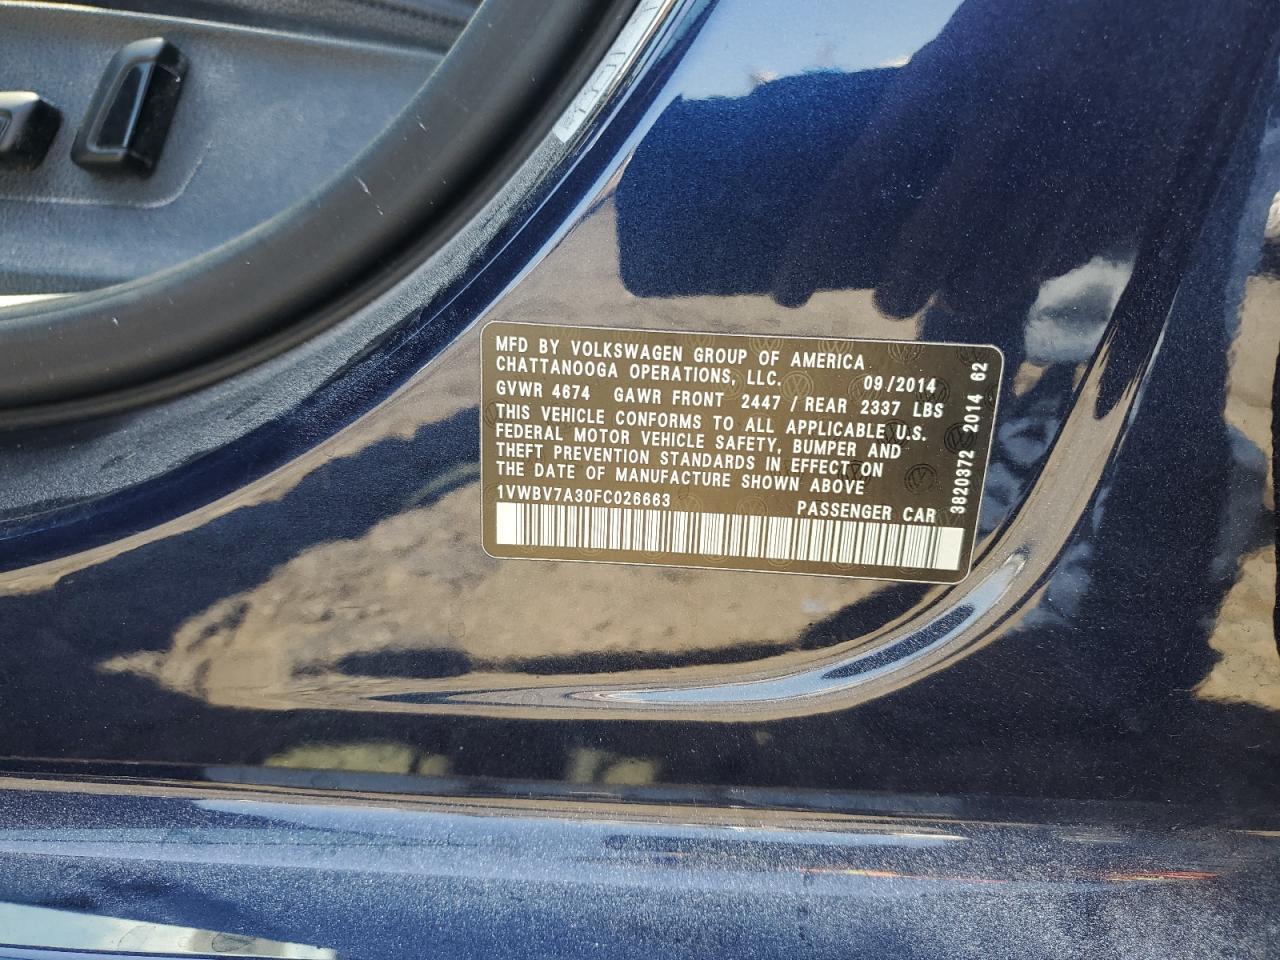 MFD BY VOLKSWAGEN GROUP OF AMERICA
CHATTANOOGA OPERATIONS, LLC. 09/2014
GVWR 4674 GAWR FRONT 2447 / REAR 2337 LBS
THIS VEHICLE CONFORMS TO ALL APPLICABLE U.S.
FEDERAL MOTOR VEHICLE SAFETY, BUMPER AND
THEFT PREVENTION STANDARDS IN EFFECT ON
THE DATE OF MANUFACTURE SHOWN ABOVE
1VWBV7A30FC026663 PASSENGER CAR
3820372 2014 62